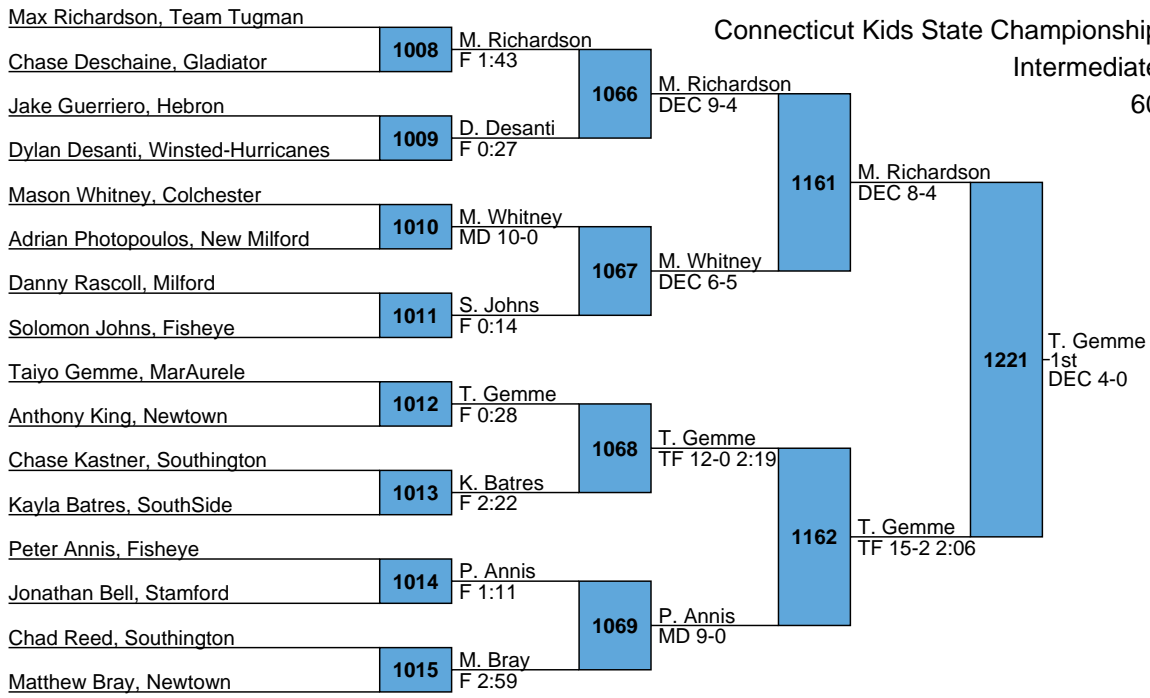 Connecticut Kids State Championship
Intermediate
60
Max Richardson, Team Tugman
Chase Deschaine, Gladiator
Jake Guerriero, Hebron
Dylan Desanti, Winsted-Hurricanes
Mason Whitney, Colchester
Adrian Photopoulos, New Milford
Danny Rascoll, Milford
Solomon Johns, Fisheye
Taiyo Gemme, MarAurele
Anthony King, Newtown
Chase Kastner, Southington
Kayla Batres, SouthSide
Peter Annis, Fisheye
Jonathan Bell, Stamford
Chad Reed, Southington
Matthew Bray, Newtown
1008
1009
1010
1011
1012
1013
1014
1015
M. Richardson
F 1:43
D. Desanti
F 0:27
M. Whitney
MD 10-0
S. Johns
F 0:14
T. Gemme
F 0:28
K. Batres
F 2:22
P. Annis
F 1:11
M. Bray
F 2:59
1066
1067
1068
1069
M. Richardson
DEC 9-4
M. Whitney
DEC 6-5
T. Gemme
TF 12-0 2:19
P. Annis
MD 9-0
1161
1162
M. Richardson
DEC 8-4
T. Gemme
TF 15-2 2:06
1221
T. Gemme
1st
DEC 4-0